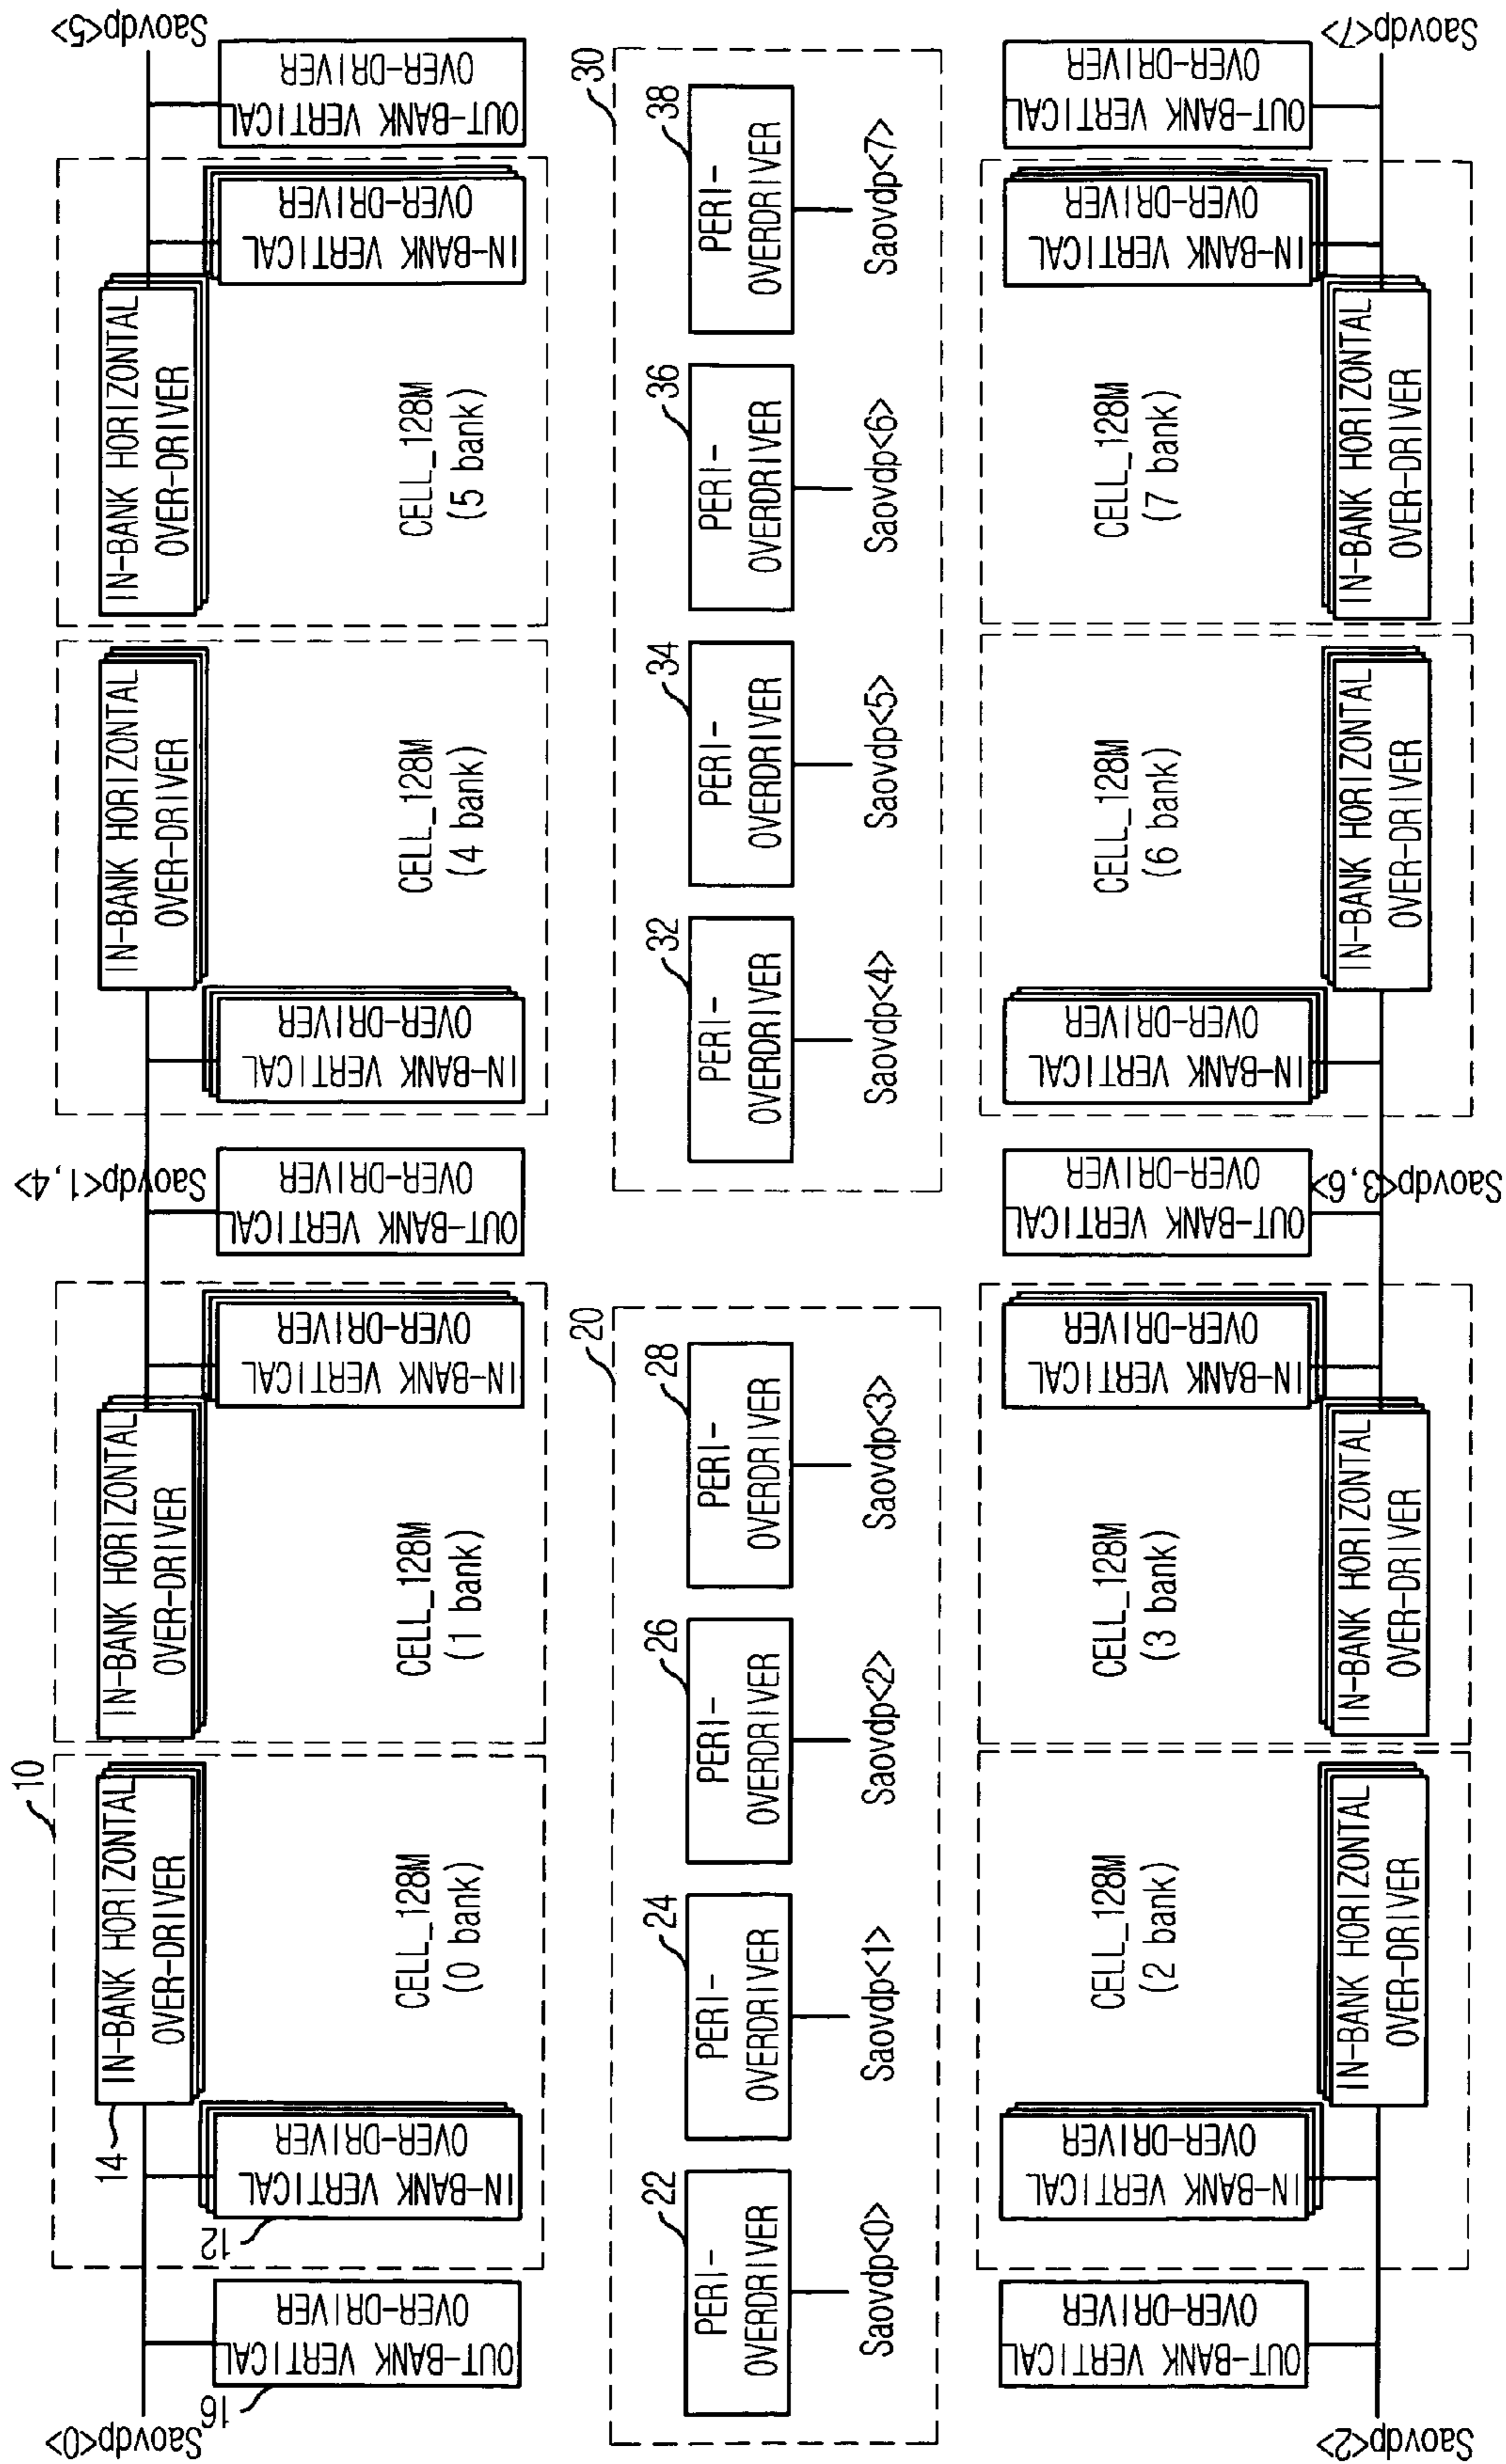 Saovdp<0>
OUT-BANK VERTICAL
OVER-DRIVER
16
10
14
IN-BANK HORIZONTAL
OVER-DRIVER
IN-BANK VERTICAL
OVER-DRIVER
12
CELL_128M
(0 bank)
IN-BANK HORIZONTAL
OVER-DRIVER
IN-BANK VERTICAL
OVER-DRIVER
CELL_128M
(1 bank)
Saovdp<1,4>
OUT-BANK VERTICAL
OVER-DRIVER
IN-BANK HORIZONTAL
OVER-DRIVER
IN-BANK VERTICAL
OVER-DRIVER
CELL_128M
(4 bank)
IN-BANK HORIZONTAL
OVER-DRIVER
IN-BANK VERTICAL
OVER-DRIVER
CELL_128M
(5 bank)
Saovdp<5>
OUT-BANK VERTICAL
OVER-DRIVER
20
22
PERI-
OVERDRIVER
Saovdp<0>
24
PERI-
OVERDRIVER
Saovdp<1>
26
PERI-
OVERDRIVER
Saovdp<2>
28
PERI-
OVERDRIVER
Saovdp<3>
30
32
PERI-
OVERDRIVER
Saovdp<4>
34
PERI-
OVERDRIVER
Saovdp<5>
36
PERI-
OVERDRIVER
Saovdp<6>
38
PERI-
OVERDRIVER
Saovdp<7>
OUT-BANK VERTICAL
OVER-DRIVER
Saovdp<2>
IN-BANK VERTICAL
OVER-DRIVER
CELL_128M
(2 bank)
IN-BANK HORIZONTAL
OVER-DRIVER
CELL_128M
(3 bank)
IN-BANK VERTICAL
OVER-DRIVER
IN-BANK HORIZONTAL
OVER-DRIVER
OUT-BANK VERTICAL
OVER-DRIVER
Saovdp<3,6>
IN-BANK VERTICAL
OVER-DRIVER
CELL_128M
(6 bank)
IN-BANK HORIZONTAL
OVER-DRIVER
CELL_128M
(7 bank)
IN-BANK VERTICAL
OVER-DRIVER
IN-BANK HORIZONTAL
OVER-DRIVER
OUT-BANK VERTICAL
OVER-DRIVER
Saovdp<7>